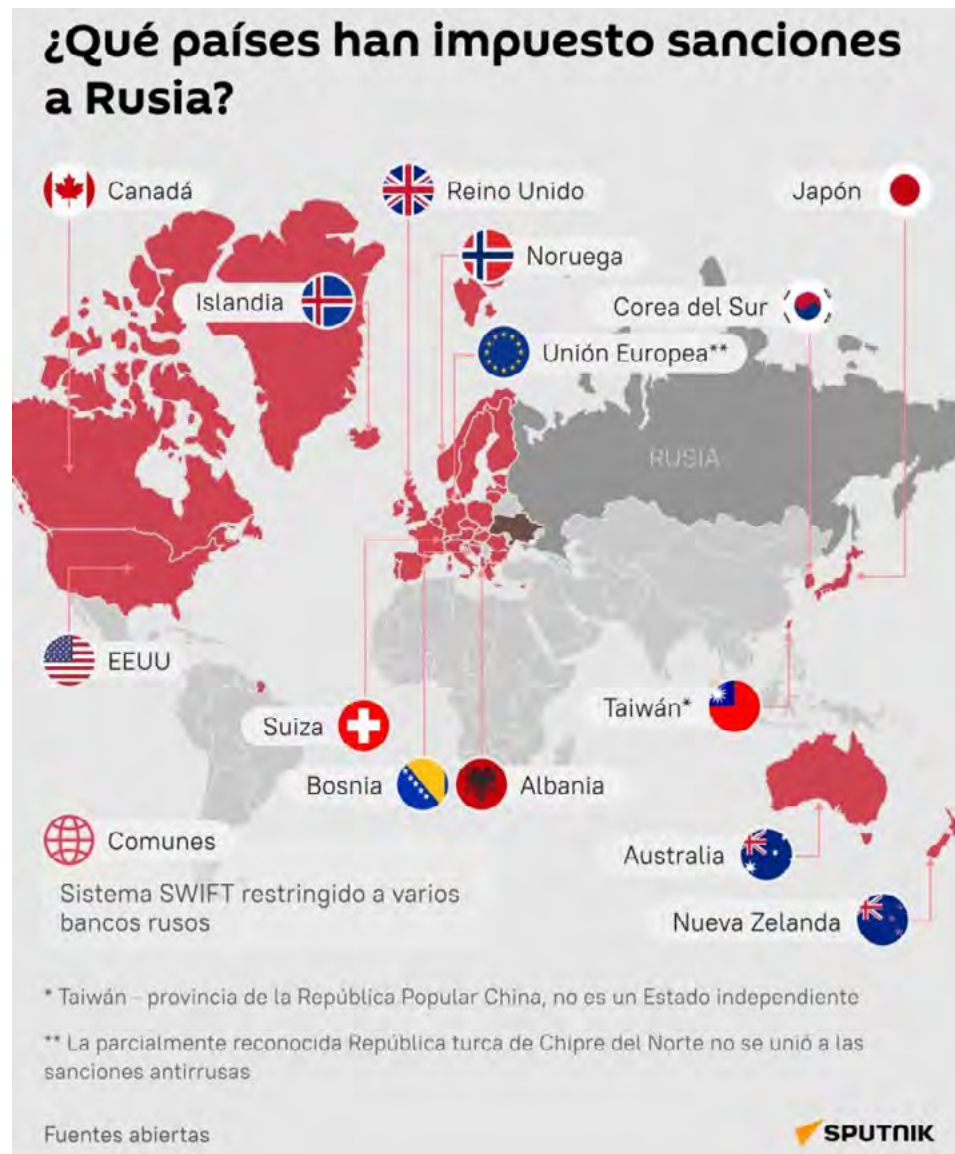 ¿Qué países han impuesto sanciones
a Rusia?
Canadá
Reino Unido
Japón
Noruega
Islandia
Corea del Sur
Unión Europea**
RUSIA
EEUU
Suiza
Taiwán*
Bosnia
Albania
Comunes
Australia
Sistema SWIFT restringido a varios
bancos rusos
Nueva Zelanda
* Taiwán - provincia de la República Popular China, no es un Estado independiente
** La parcialmente reconocida República turca de Chipre del Norte no se unió a las
sanciones antirrusas
Fuentes abiertas
SPUTNIK